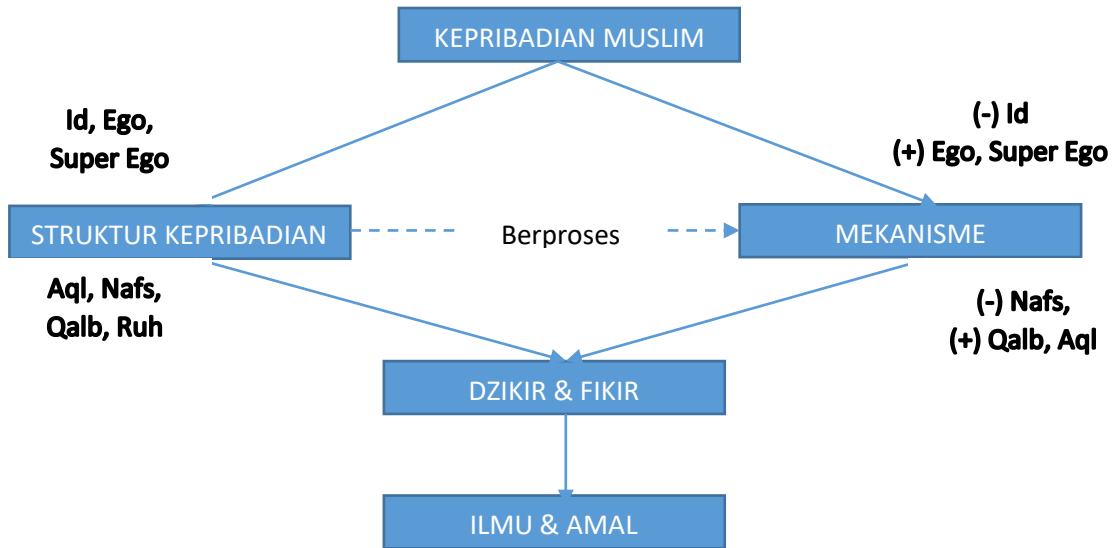 KEPRIBADIAN MUSLIM
Id, Ego,
Super Ego
(-) Id
(+) Ego, Super Ego
STRUKTUR KEPRIBADIAN
Berproses
MEKANISME
Aql, Nafs,
Qalb, Ruh
(-) Nafs,
(+) Qalb, Aql
DZIKIR & FIKIR
ILMU & AMAL